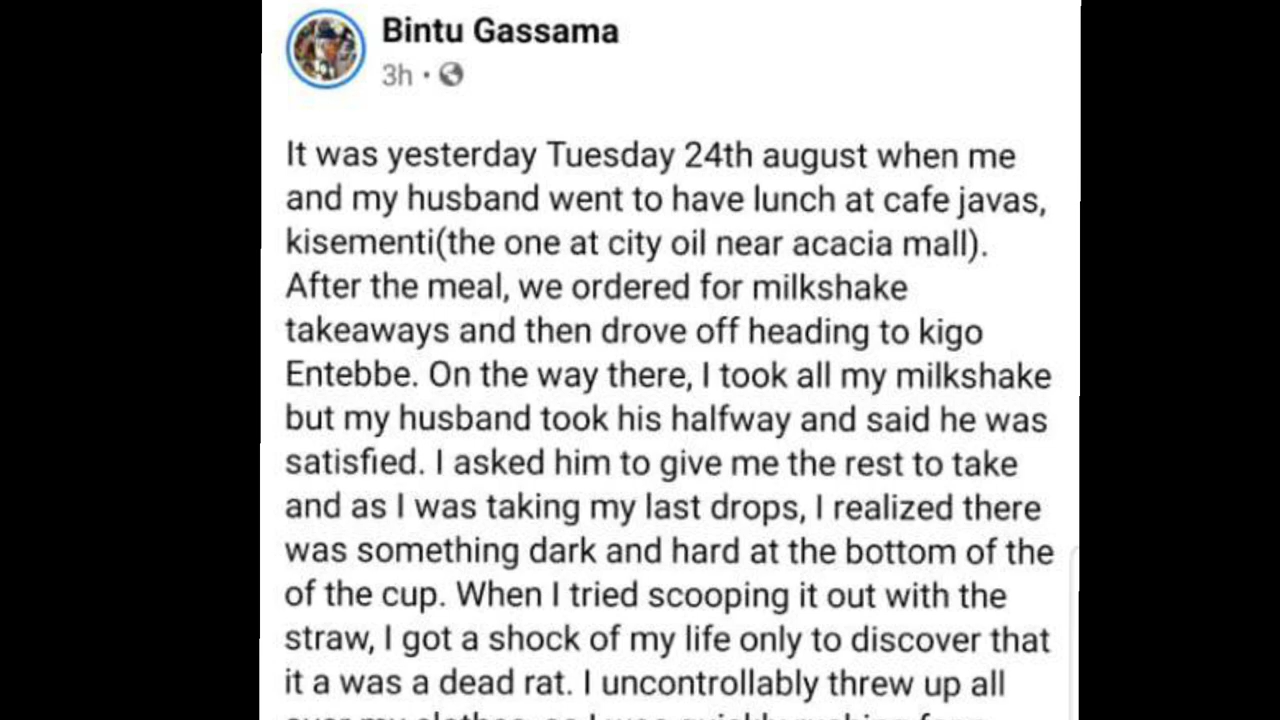 Bintu Gassama
3h ·
It was yesterday Tuesday 24th august when me
and my husband went to have lunch at cafe javas,
kisementi(the one at city oil near acacia mall).
After the meal, we ordered for milkshake
takeaways and then drove off heading to kigo
Entebbe. On the way there, I took all my milkshake
but my husband took his halfway and said he was
satisfied. I asked him to give me the rest to take
and as I was taking my last drops, I realized there
was something dark and hard at the bottom of the
of the cup. When I tried scooping it out with the
straw, I got a shock of my life only to discover that
it a was a dead rat. I uncontrollably threw up all